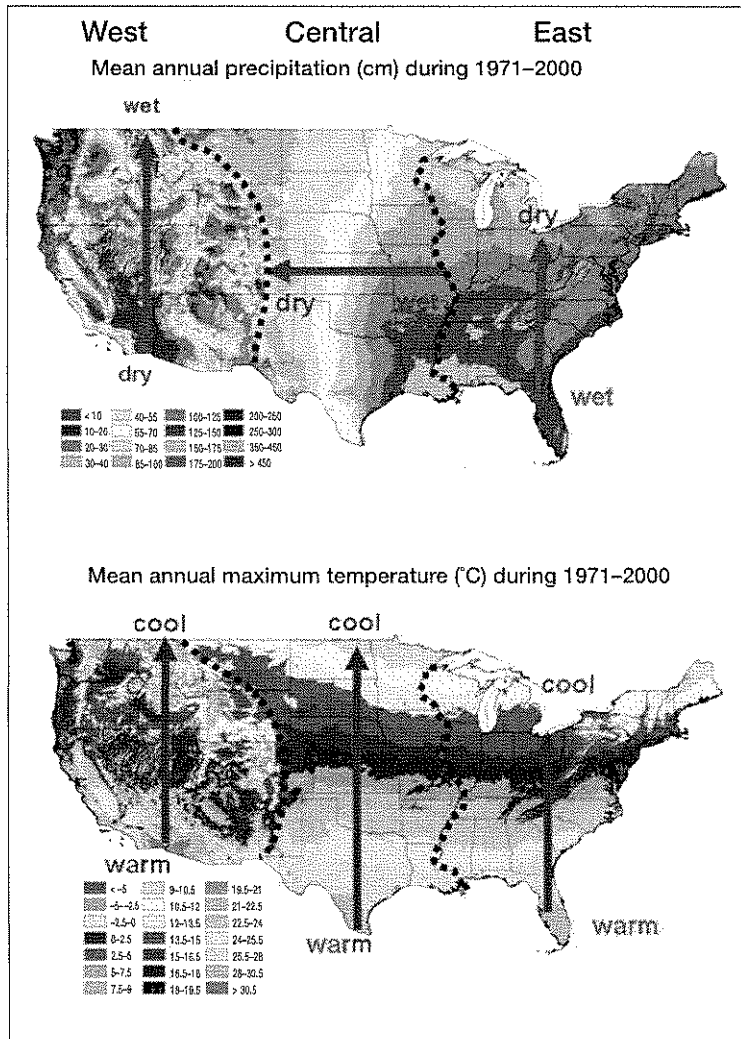 West Central East
Mean annual precipitation (cm) during 1971–2000
wet
dry
dry wet
dry
wet
< 10 40–55 100–125 200–250
10–20 55–70 125–150 250–300
20–30 70–85 150–175 350–450
30–40 85–100 175–200 > 450
Mean annual maximum temperature (°C) during 1971–2000
cool cool
cool
warm
warm warm
< –5 9–10.5 19.5–21
–5–2.5 10.5–12 21–22.5
–2.5–0 12–13.5 22.5–24
0–2.5 13.5–15 24–25.5
2.5–5 15–16.5 25.5–28
5–7.5 16.5–18 28–30.5
7.5–9 18–19.5 > 30.5